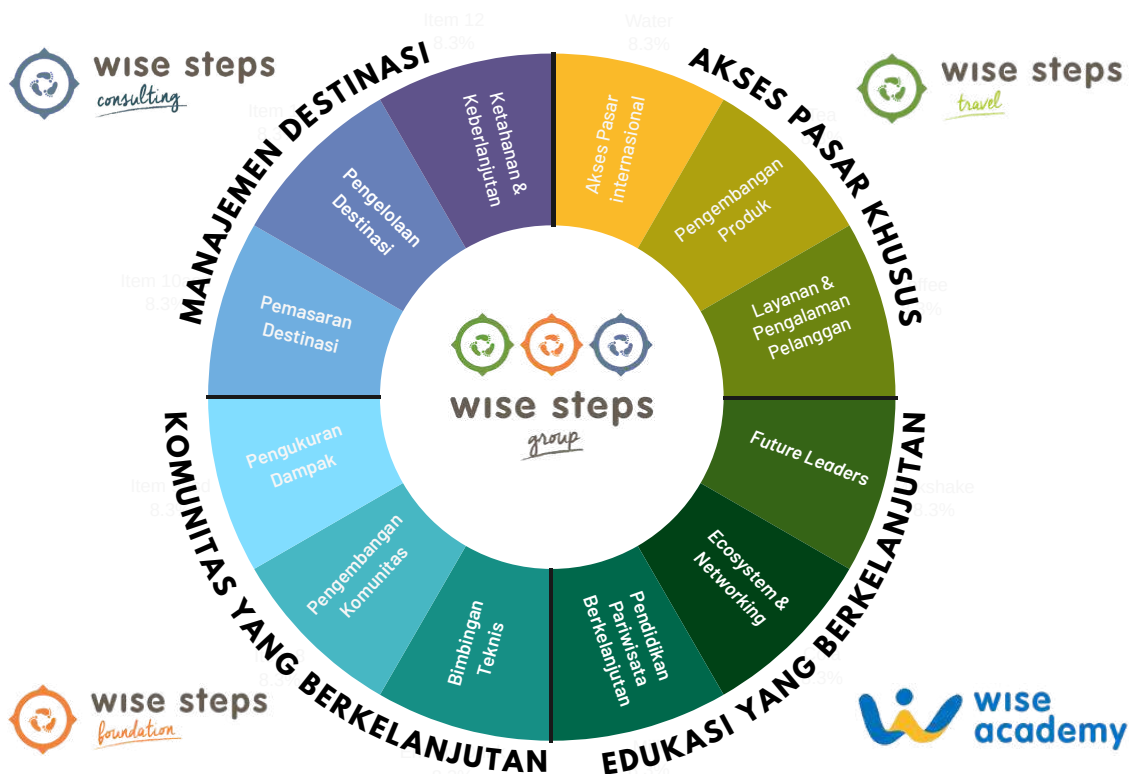 Item 12
8.3%
Water
8.3%
wise steps
consulting
MANAJEMEN DESTINASI
AKSES PASAR KHUSUS
wise steps
travel
Ketahanan &
Keberlanjutan
Akses Pasar
internasional
Pengelolaan
Destinasi
Pengembangan
Produk
Pemasaran
Destinasi
Layanan &
Pengalaman
Pelanggan
Item 10
8.3%
wise steps
group
Pengukuran
Dampak
Future Leaders
Pengembangan
Komunitas
Ecosystem &
Networking
8.3%
Bimbingan
Teknis
Pendidikan
Pariwisata
Berkelanjutan
KOMUNITAS YANG BERKELANJUTAN
EDUKASI YANG BERKELANJUTAN
wise steps
foundation
wise
academy